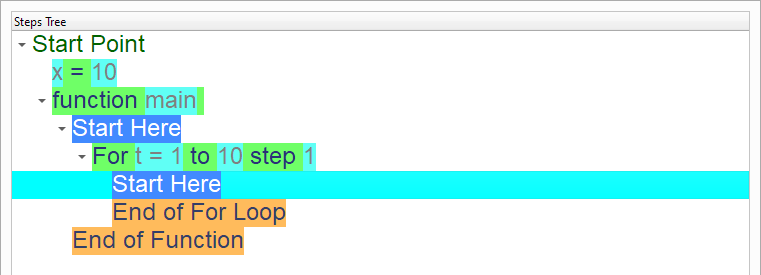 Steps Tree
Start Point
x = 10
function main
Start Here
For t = 1 to 10 step 1
Start Here
End of For Loop
End of Function